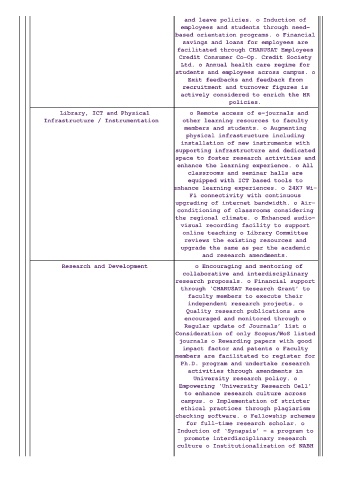 and leave policies. o Induction of
employees and students through need-
based orientation programs. o Financial
savings and loans for employees are
facilitated through CHARUSAT Employees
Credit Consumer Co-Op. Credit Society
Ltd. o Annual health care regime for
students and employees across campus. o
Exit feedbacks and feedback from
recruitment and turnover figures is
actively considered to enrich the HR
policies.
Library, ICT and Physical
Infrastructure / Instrumentation
o Remote access of e-journals and
other learning resources to faculty
members and students. o Augmenting
physical infrastructure including
installation of new instruments with
supporting infrastructure and dedicated
space to foster research activities and
enhance the learning experience. o All
classrooms and seminar halls are
equipped with ICT based tools to
enhance learning experiences. o 24X7 Wi-
Fi connectivity with continuous
upgrading of internet bandwidth. o Air-
conditioning of classrooms considering
the regional climate. o Enhanced audio-
visual recording facility to support
online teaching o Library Committee
reviews the existing resources and
upgrade the same as per the academic
and research amendments.
Research and Development
o Encouraging and mentoring of
collaborative and interdisciplinary
research proposals. o Financial support
through 'CHARUSAT Research Grant' to
faculty members to execute their
independent research projects. o
Quality research publications are
encouraged and monitored through o
Regular update of Journals' list o
Consideration of only Scopus/WoS listed
journals o Rewarding papers with good
impact factor and patents o Faculty
members are facilitated to register for
Ph.D. program and undertake research
activities through amendments in
University research policy. o
Empowering 'University Research Cell'
to enhance research culture across
campus. o Implementation of stricter
ethical practices through plagiarism
checking software. o Fellowship schemes
for full-time research scholar. o
Induction of 'Synapsis' - a program to
promote interdisciplinary research
culture o Institutionalization of NABH